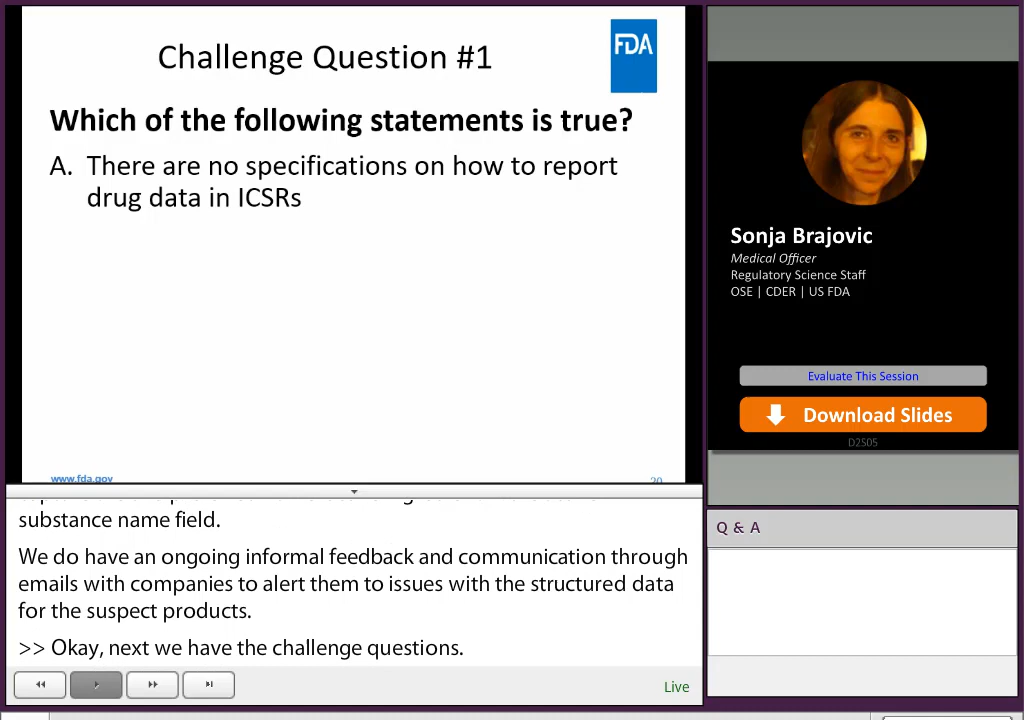 Challenge Question #1
FDA
Which of the following statements is true?
A. There are no specifications on how to report
drug data in ICSRs
www.fda.gov
20
substance name field.
We do have an ongoing informal feedback and communication through
emails with companies to alert them to issues with the structured data
for the suspect products.
>> Okay, next we have the challenge questions.
Live
Sonja Brajovic
Medical Officer
Regulatory Science Staff
OSE | CDER | US FDA
Evaluate This Session
Download Slides
D2S05
Q & A